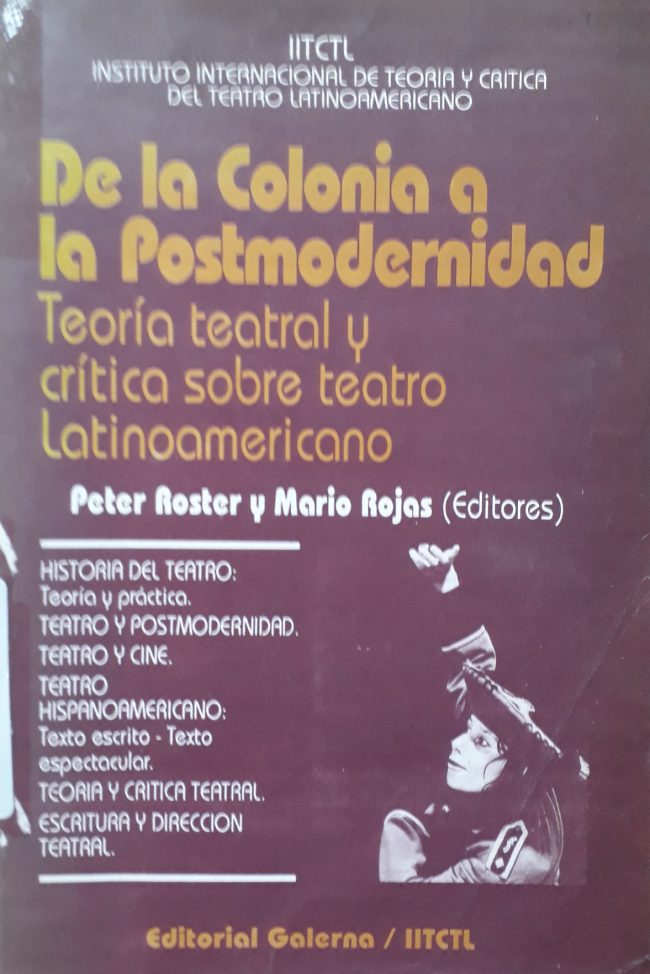 IITCTL
INSTITUTO INTERNACIONAL DE TEORIA Y CRITICA
DEL TEATRO LATINOAMERICANO
De la Colonia a
la Postmodernidad
Teoría teatral y
crítica sobre teatro
Latinoamericano
Peter Roster y Mario Rojas (Editores)
HISTORIA DEL TEATRO:
Teoría y práctica.
TEATRO Y POSTMODERNIDAD.
TEATRO Y CINE.
TEATRO
HISPANOAMERICANO:
Texto escrito - Texto
espectacular.
TEORIA Y CRITICA TEATRAL.
ESCRITURA Y DIRECCION
TEATRAL.
Editorial Galerna / IITCTL